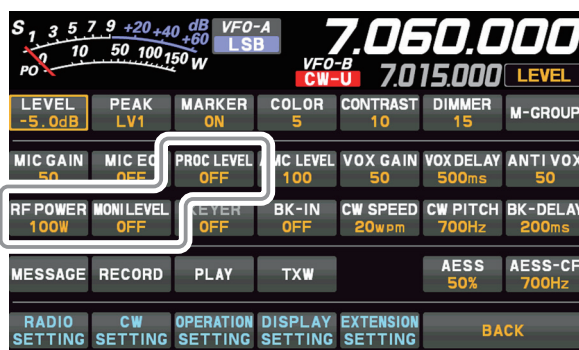 S 1 3 5 7 9 +20 +40 +60 dB
PO 0 10 50 100 150 W
VFO-A
LSB
7.060.000
VFO-B
CW-U
7.015.000
LEVEL
LEVEL PEAK MARKER COLOR CONTRAST DIMMER M-GROUP
-5.0dB LV1 ON 5 10 15
MIC GAIN MIC EQ PROC LEVEL MC LEVEL VOX GAIN VOX DELAY ANTI VOX
50 OFF OFF 100 50 500ms 50
RF POWER MONI LEVEL KEYER BK-IN CW SPEED CW PITCH BK-DELA
100W OFF OFF OFF 20wpm 700Hz 200ms
MESSAGE RECORD PLAY TXW AESS AESS-CF
50% 700Hz
RADIO CW OPERATION DISPLAY EXTENSION BACK
SETTING SETTING SETTING SETTING SETTING